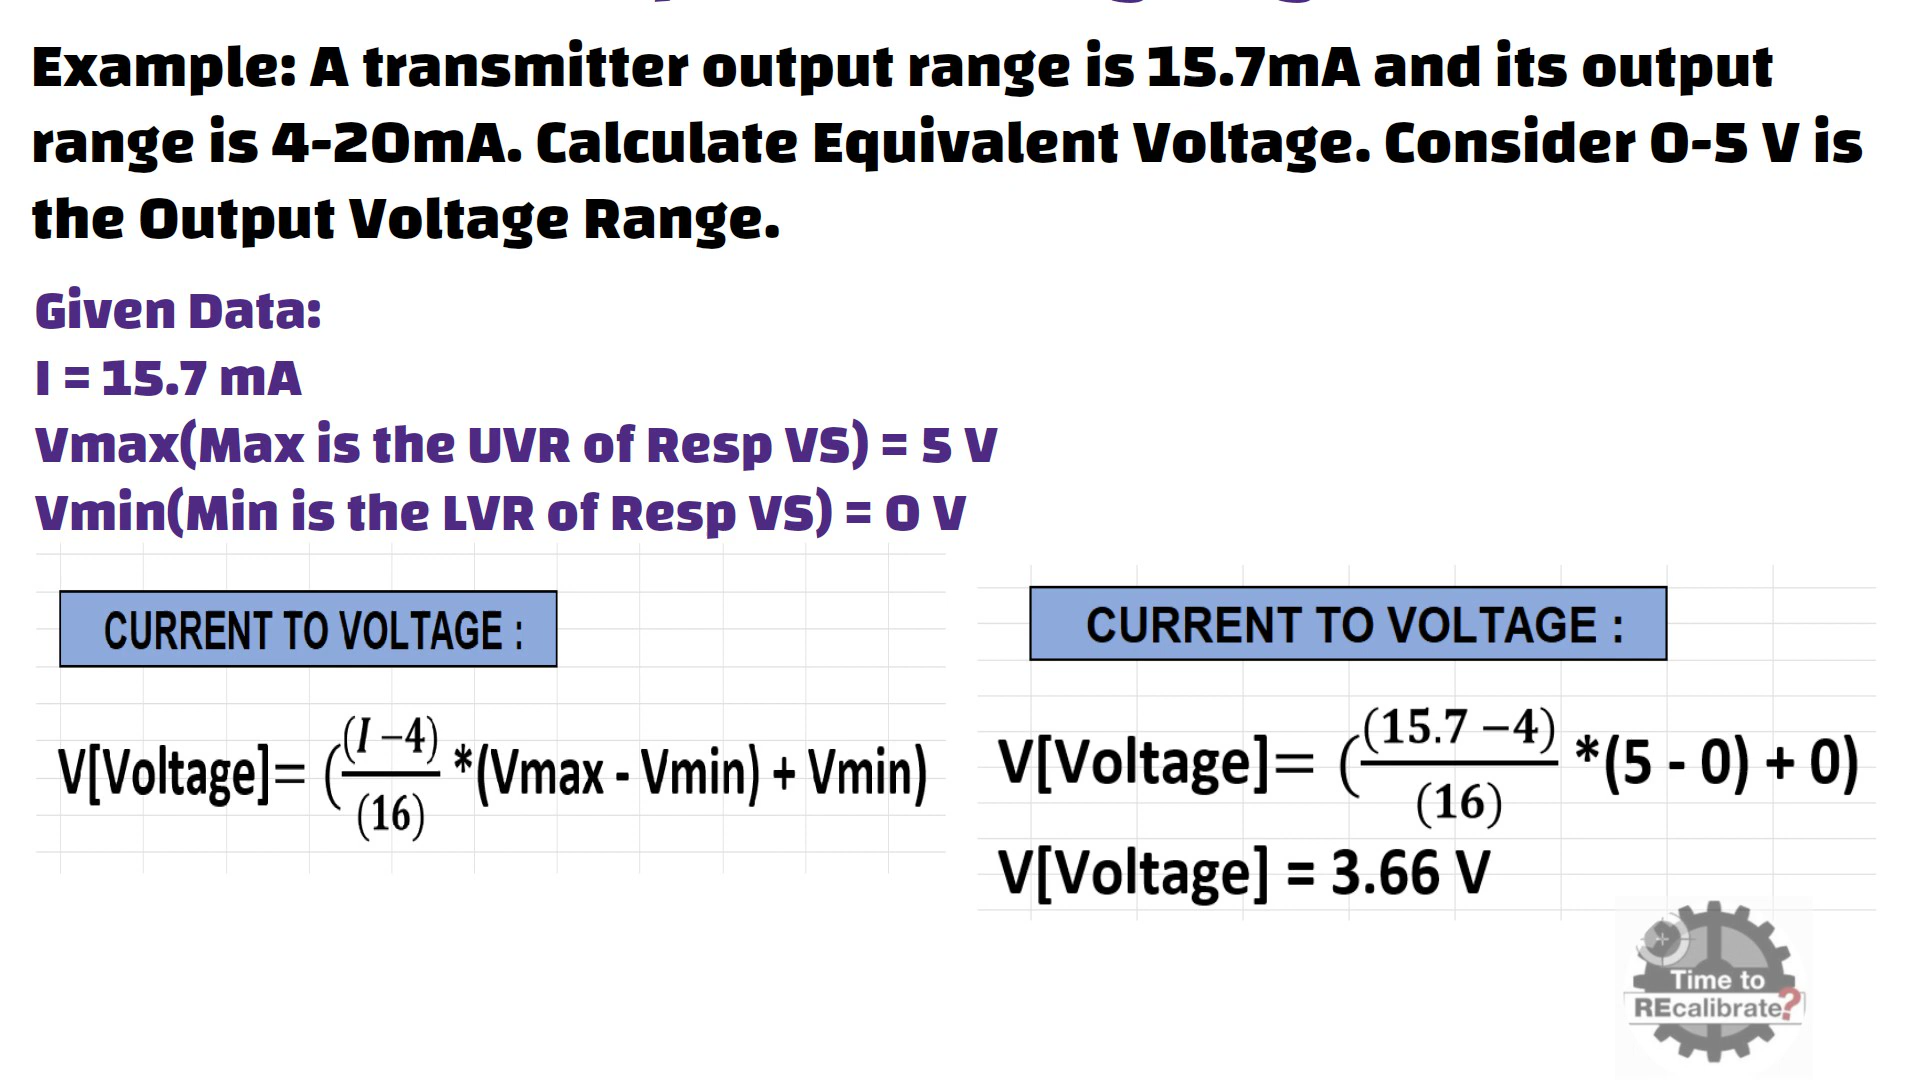 Example: A transmitter output range is 15.7mA and its output
range is 4-20mA. Calculate Equivalent Voltage. Consider 0-5 V is
the Output Voltage Range.
Given Data:
I = 15.7 mA
Vmax(Max is the UVR of Resp VS) = 5 V
Vmin(Min is the LVR of Resp VS) = 0 V
CURRENT TO VOLTAGE :
V[Voltage]= ((I −4)/(16) *(Vmax - Vmin) + Vmin)
CURRENT TO VOLTAGE :
V[Voltage]= ((15.7 −4)/(16) *(5 - 0) + 0)
V[Voltage] = 3.66 V
Time to
REcalibrate?